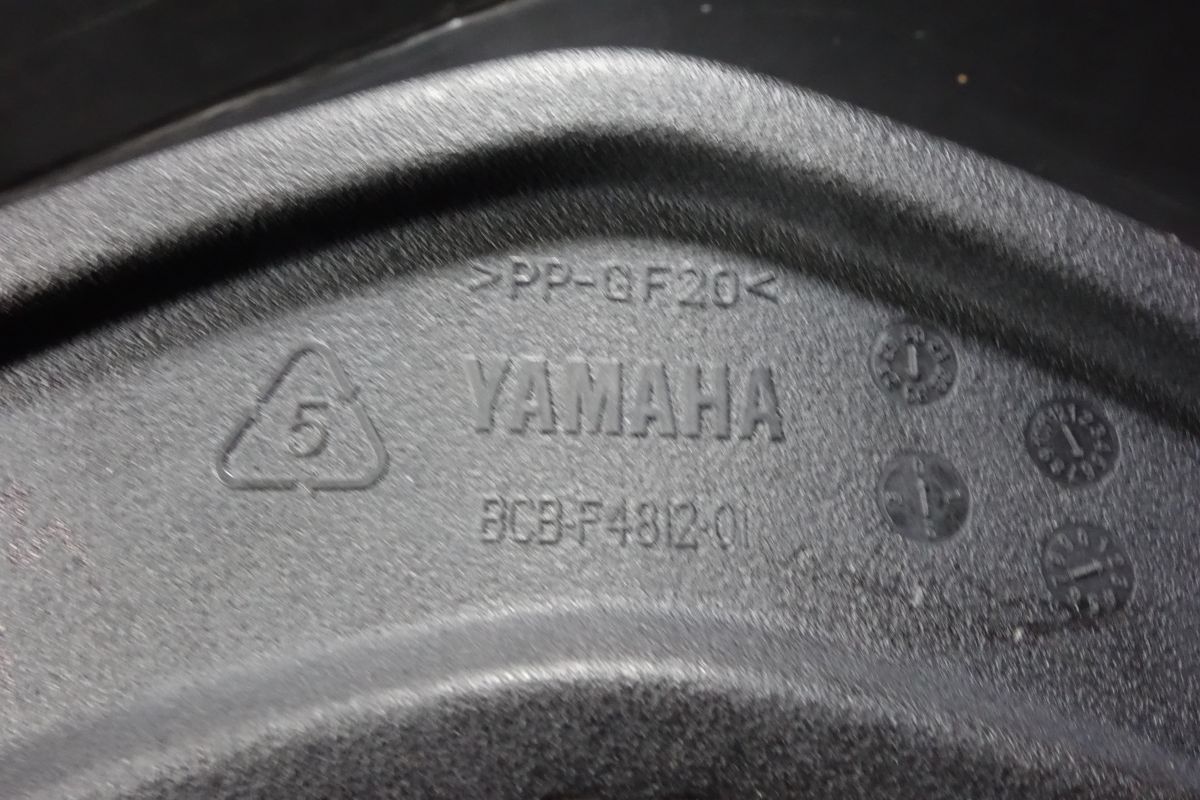 >PP-GF20<
YAMAHA
5
BCB-F4812-01